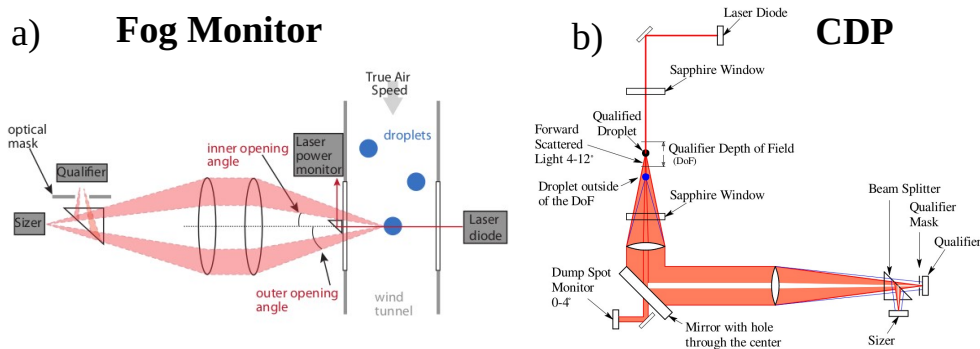 a)
Fog Monitor
True Air
Speed
optical
mask
Qualifier
inner opening
angle
Laser
power
monitor
droplets
Sizer
Laser
diode
outer opening
angle
wind
tunnel
b)
CDP
Laser Diode
Sapphire Window
Qualified
Droplet
Forward
Scattered
Light 4-12°
Qualifier Depth of Field
(DoF)
Droplet outside
of the DoF
Sapphire Window
Beam Splitter
Qualifier
Mask
Qualifier
Dump Spot
Monitor
0-4°
Mirror with hole
through the center
Sizer